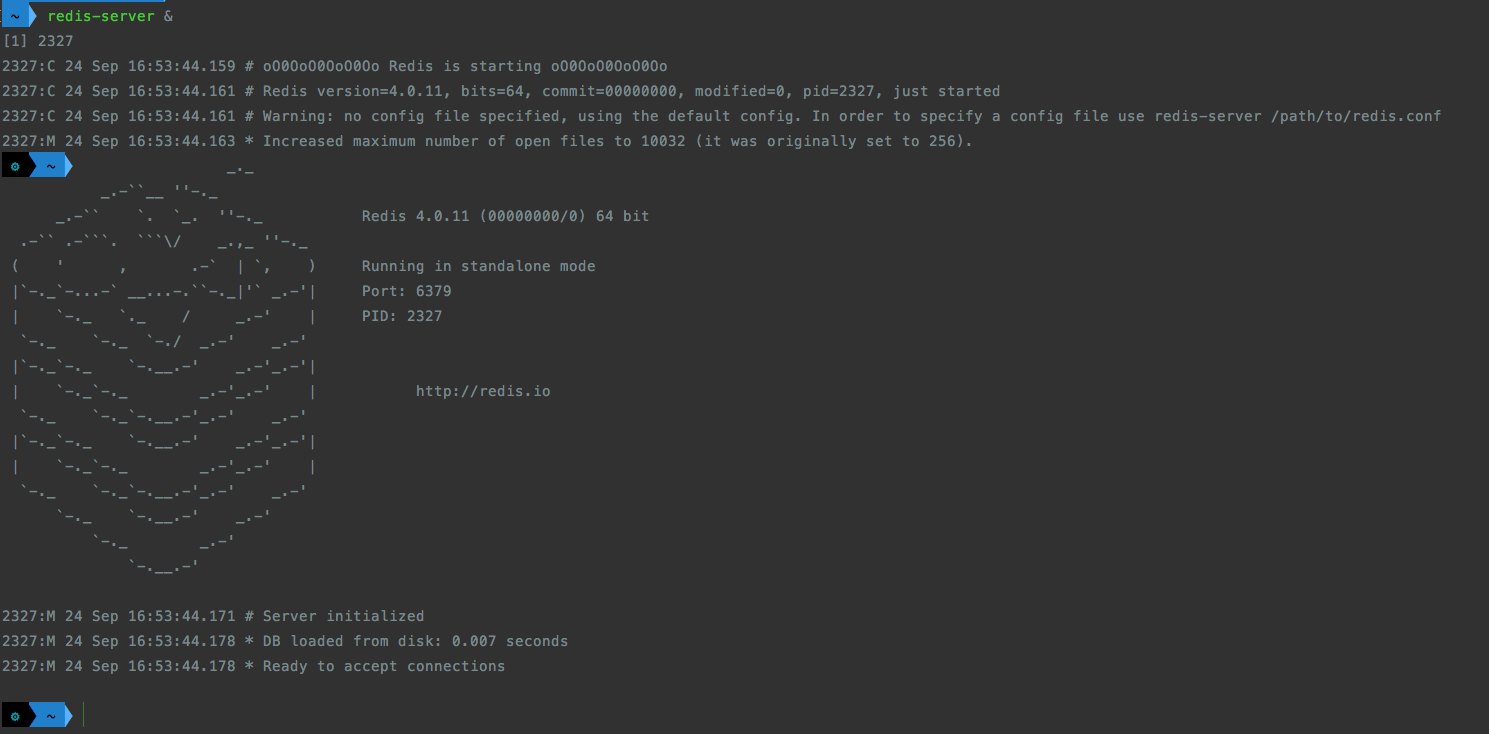 ~ redis-server &
[1] 2327
2327:C 24 Sep 16:53:44.159 # oO0OoO0OoO0Oo Redis is starting oO0OoO0OoO0Oo
2327:C 24 Sep 16:53:44.161 # Redis version=4.0.11, bits=64, commit=00000000, modified=0, pid=2327, just started
2327:C 24 Sep 16:53:44.161 # Warning: no config file specified, using the default config. In order to specify a config file use redis-server /path/to/redis.conf
2327:M 24 Sep 16:53:44.163 * Increased maximum number of open files to 10032 (it was originally set to 256).
⚙ ~
Redis 4.0.11 (00000000/0) 64 bit
Running in standalone mode
Port: 6379
PID: 2327
http://redis.io
2327:M 24 Sep 16:53:44.171 # Server initialized
2327:M 24 Sep 16:53:44.178 * DB loaded from disk: 0.007 seconds
2327:M 24 Sep 16:53:44.178 * Ready to accept connections
⚙ ~